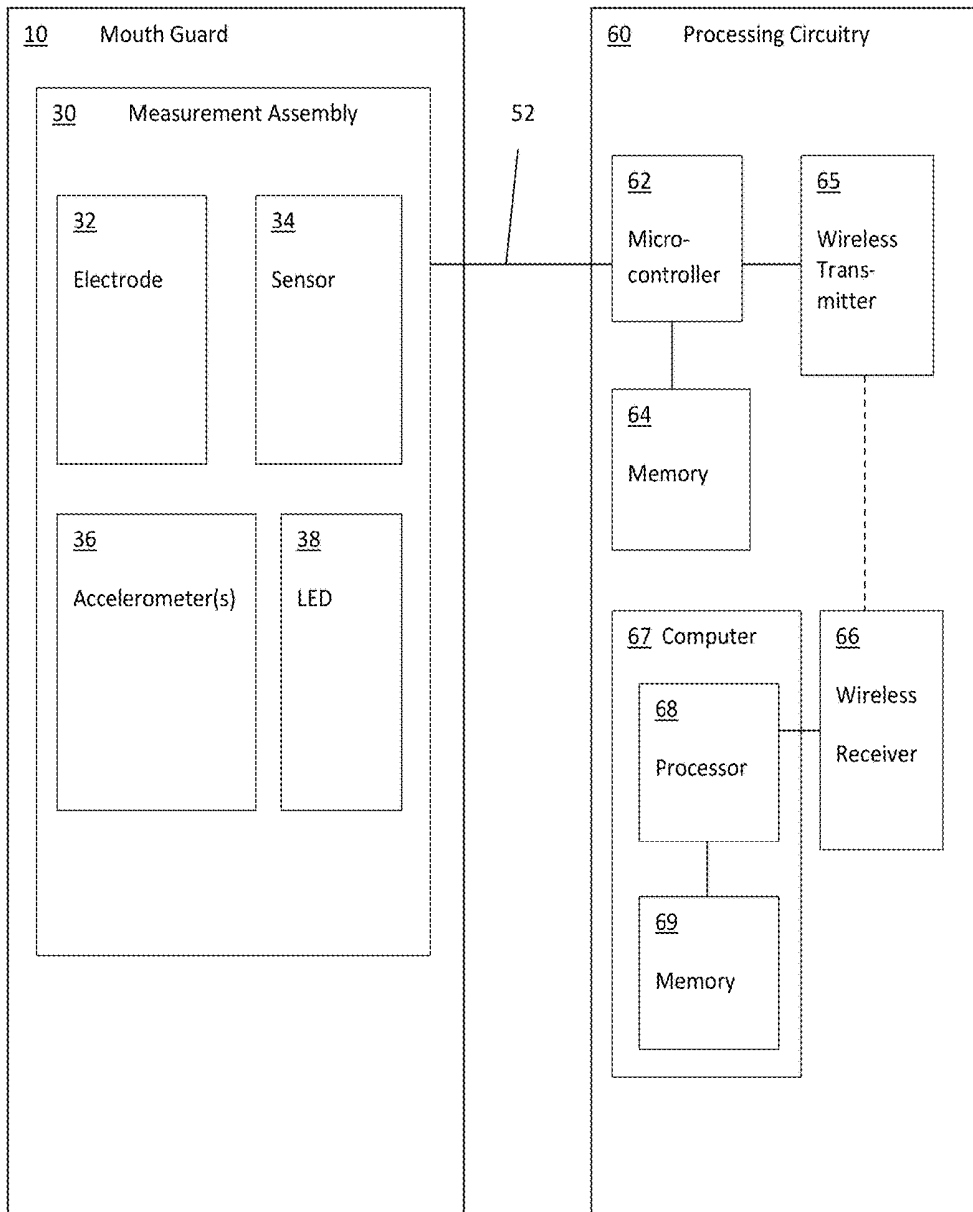 10 Mouth Guard
30 Measurement Assembly
32
Electrode
34
Sensor
36
Accelerometer(s)
38
LED
52
60 Processing Circuitry
62
Micro-
controller
65
Wireless
Trans-
mitter
64
Memory
67 Computer
68
Processor
69
Memory
66
Wireless
Receiver